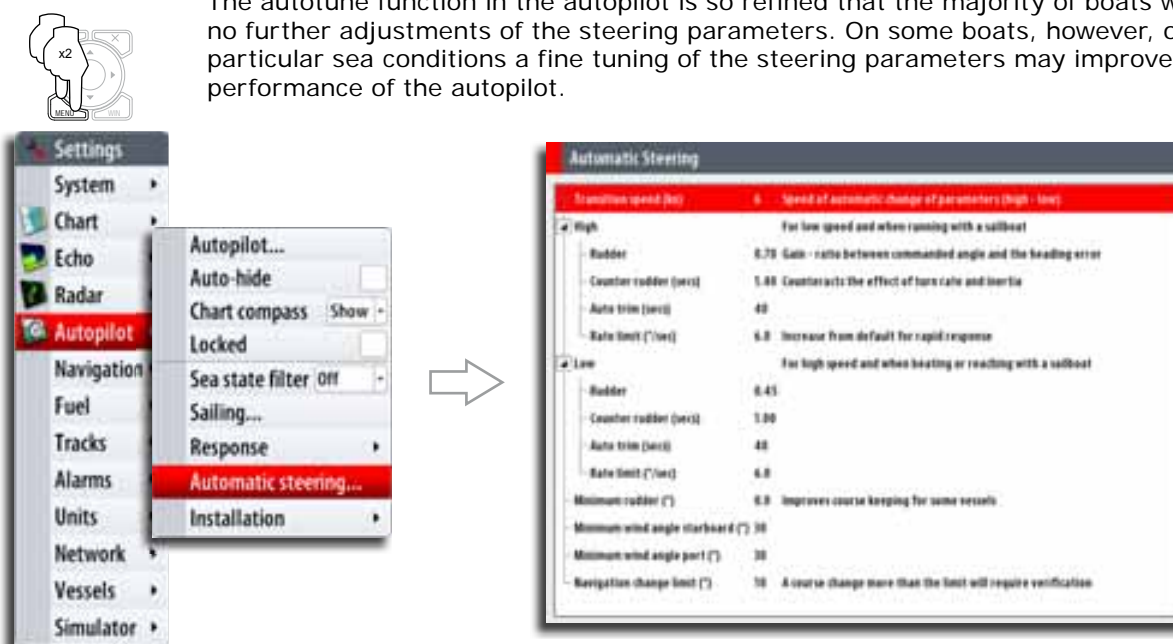 The autotune function in the autopilot is so refined that the majority of boats w
no further adjustments of the steering parameters. On some boats, however, o
particular sea conditions a fine tuning of the steering parameters may improve
performance of the autopilot.
x2
MENU
WIN
Settings
System
Chart
Echo
Radar
Autopilot
Navigation
Fuel
Tracks
Alarms
Units
Network
Vessels
Simulator
Autopilot...
Auto-hide
Chart compass Show
Locked
Sea state filter Off
Sailing...
Response
Automatic steering...
Installation
Automatic Steering
Transition speed (kn) 6 Speed of automatic change of parameters (high - low)
High For low speed and when running with a sailboat
Rudder 0.70 Gain - ratio between commanded angle and the heading error
Counter rudder (secs) Counteracts the effect of turn rate and inertia
Auto trim (secs) 40
Rate limit (°/sec) 6.0 Increase from default for rapid response
Low For high speed and when beating or reaching with a sailboat
Rudder 0.45
Counter rudder (secs) 1.00
Auto trim (secs) 40
Rate limit (°/sec) 6.0
Minimum rudder (°) 0.0 Improves course keeping for some vessels
Minimum wind angle starboard (°) 30
Minimum wind angle port (°) 30
Navigation change limit (°) 10 A course change more than the limit will require verification